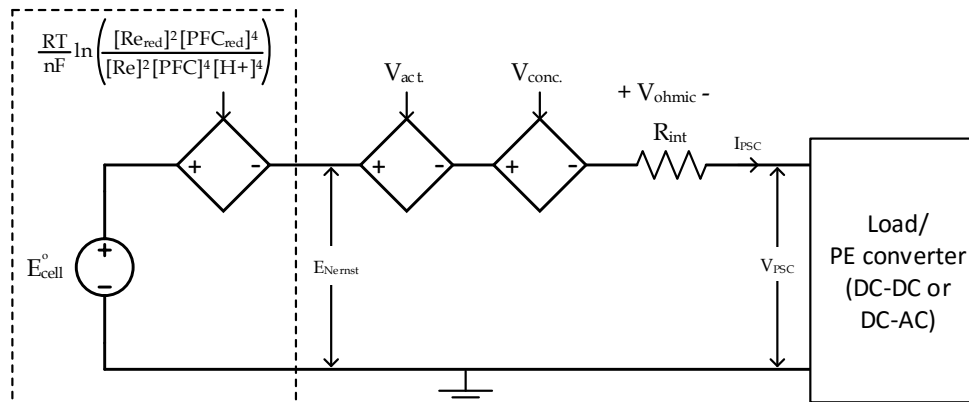 RT/nF ln([Re_red]²[PFC_red]⁴/[Re]²[PFC]⁴[H+]⁴)
V_act.
V_conc.
+ V_ohmic -
R_int
I_PSC
+ -
+ -
+ -
+
−
E°_cell
E_Nernst
V_PSC
Load/
PE converter
(DC-DC or
DC-AC)